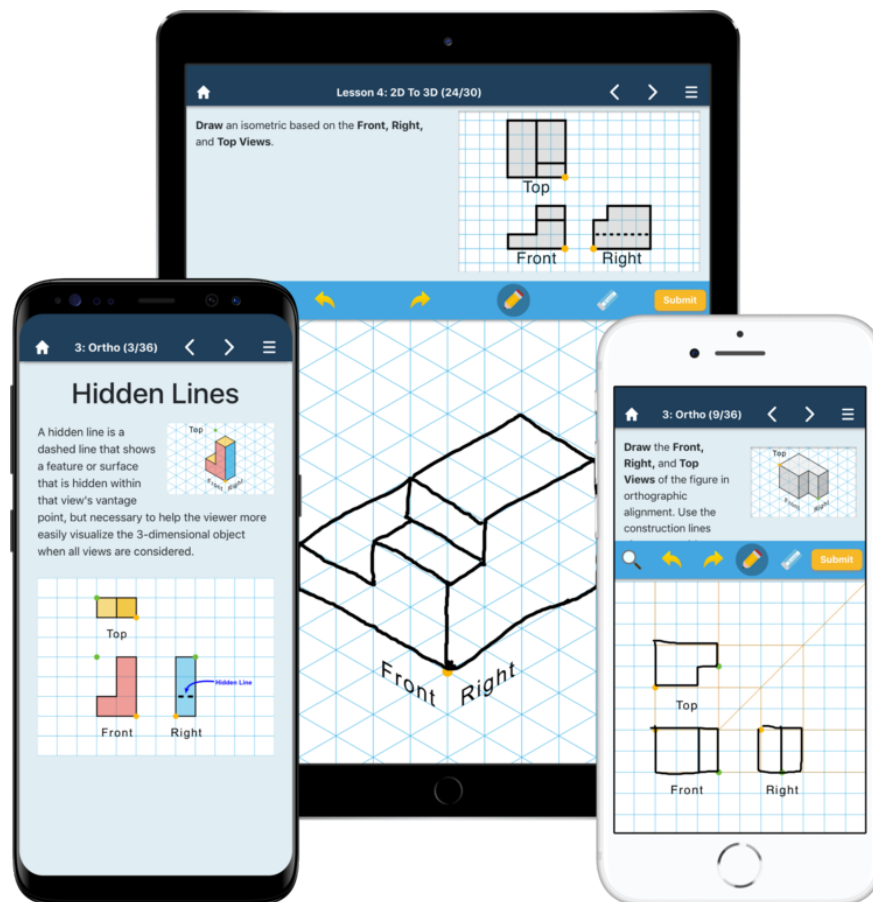 Lesson 4: 2D To 3D (24/30)
Draw an isometric based on the Front, Right,
and Top Views.
Top
Front
Right
Submit
Front
Right
3: Ortho (3/36)
Hidden Lines
A hidden line is a
dashed line that shows
a feature or surface
that is hidden within
that view's vantage
point, but necessary to help the viewer more
easily visualize the 3-dimensional object
when all views are considered.
Top
Front
Right
Top
Hidden Line
Front
Right
3: Ortho (9/36)
Draw the Front,
Right, and Top
Views of the figure in
orthographic
alignment. Use the
construction lines
Top
Front
Right
Submit
Top
Front
Right